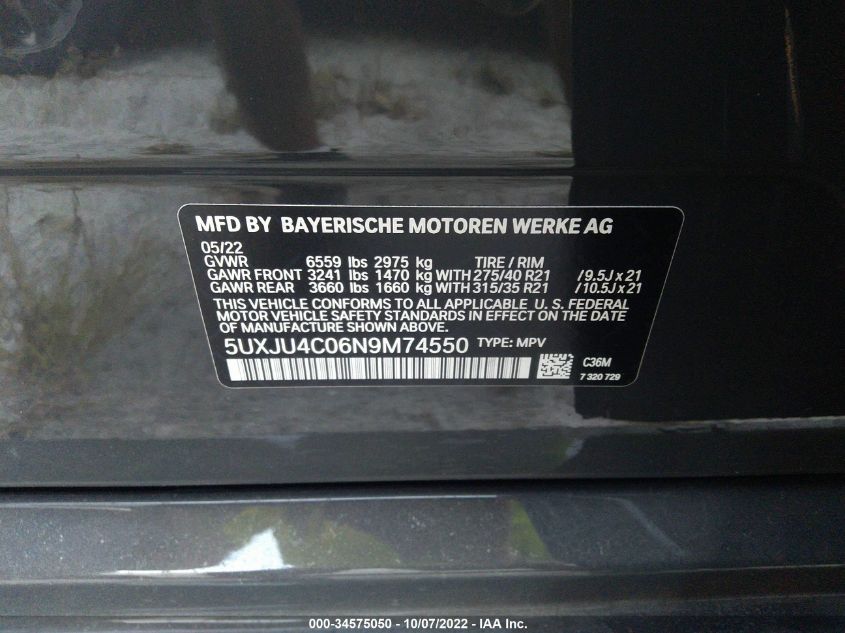 MFD BY BAYERISCHE MOTOREN WERKE AG
05/22
GVWR 6559 lbs 2975 kg TIRE / RIM
GAWR FRONT 3241 lbs 1470 kg WITH 275/40 R21 / 9.5J x 21
GAWR REAR 3660 lbs 1660 kg WITH 315/35 R21 / 10.5J x 21
THIS VEHICLE CONFORMS TO ALL APPLICABLE U. S. FEDERAL
MOTOR VEHICLE SAFETY STANDARDS IN EFFECT ON THE DATE
OF MANUFACTURE SHOWN ABOVE.
5UXJU4C06N9M74550 TYPE: MPV
C36M
7 320 729
000-34575050 - 10/07/2022 - IAA Inc.